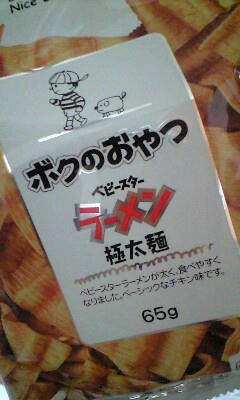 Nice
ボクのおやつ
ベビースター
ラーメン
極太麺
ベビースターラーメンが太く、食べやすく
なりました。ベーシックなチキン味です。
65g